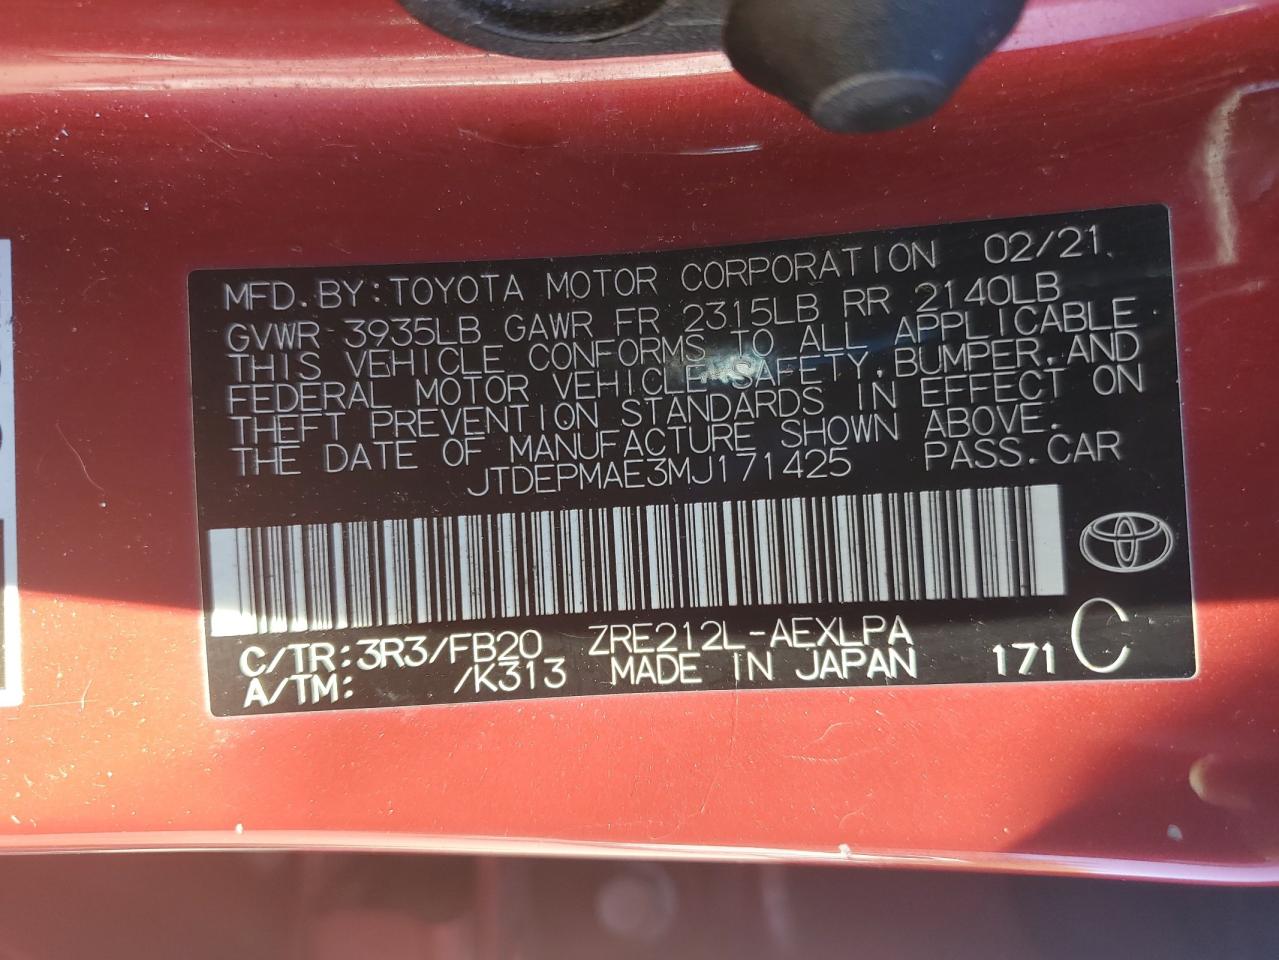 MFD. BY: TOYOTA MOTOR CORPORATION 02/21
GVWR 3935LB GAWR FR 2315LB RR 2140LB
THIS VEHICLE CONFORMS TO ALL APPLICABLE
FEDERAL MOTOR VEHICLE SAFETY, BUMPER, AND
THEFT PREVENTION STANDARDS IN EFFECT ON
THE DATE OF MANUFACTURE SHOWN ABOVE.
JTDEPMAE3MJ171425 PASS. CAR
C/TR: 3R3/FB20 ZRE212L-AEXLPA
A/TM: /K313 MADE IN JAPAN 171 C